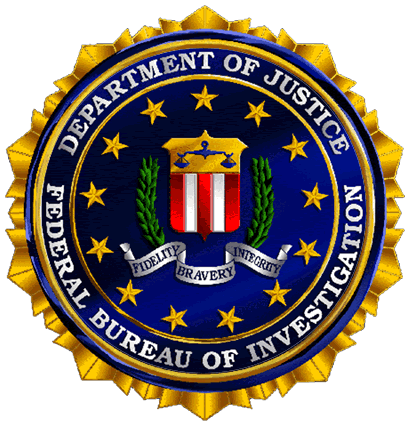 DEPARTMENT OF JUSTICE
FIDELITY
BRAVERY
INTEGRITY
FEDERAL BUREAU OF INVESTIGATION